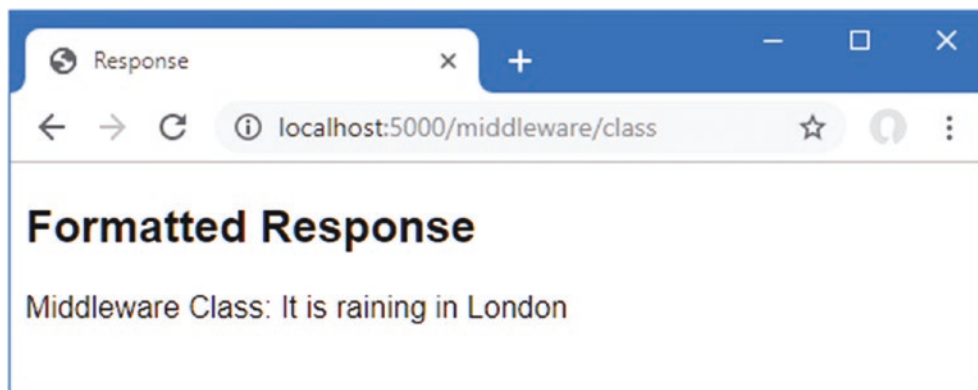 Response
localhost:5000/middleware/class
Formatted Response
Middleware Class: It is raining in London